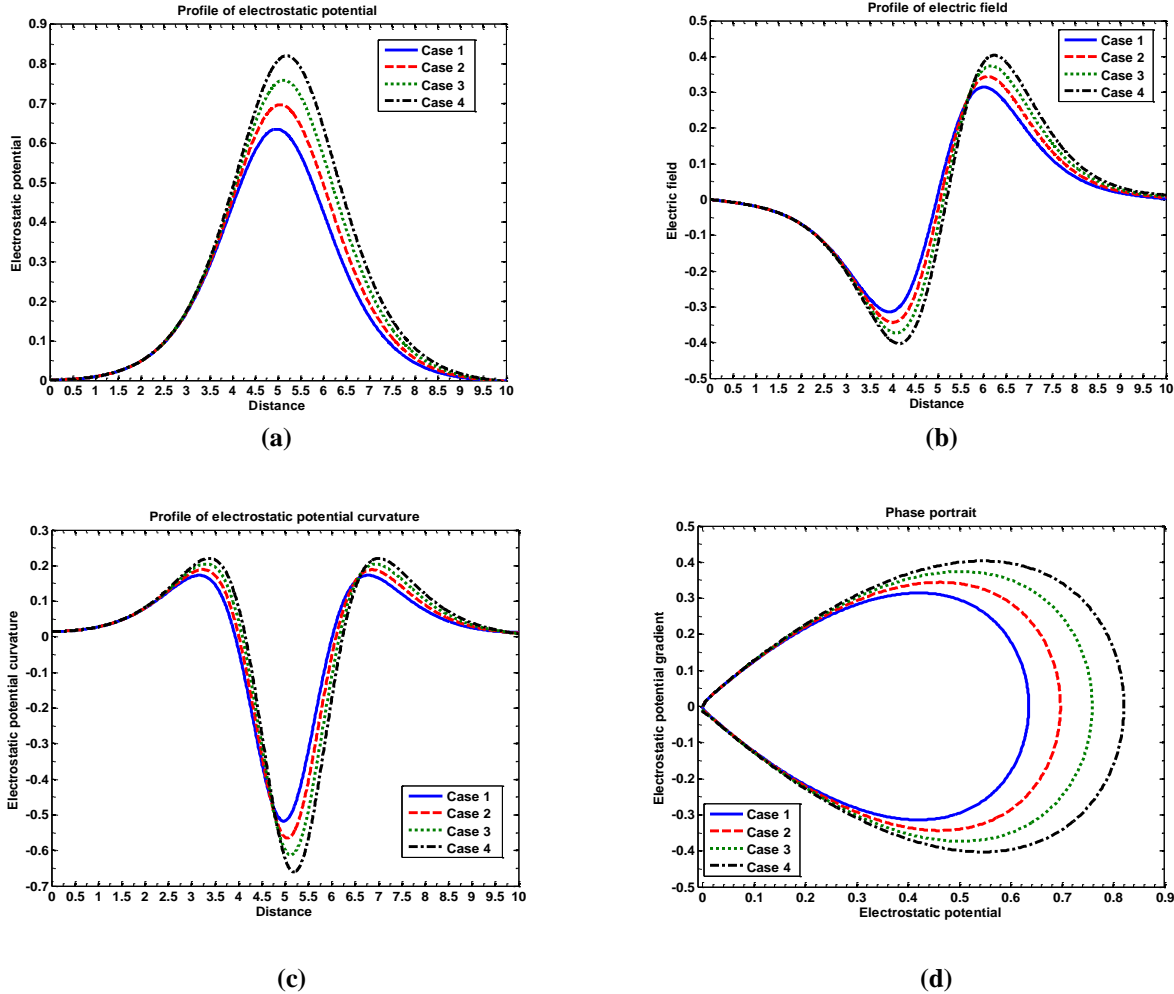 Profile of electrostatic potential
0.9
0.8
0.7
0.6
0.5
0.4
0.3
0.2
0.1
0
Electrostatic potential
Case 1
Case 2
Case 3
Case 4
0 0.5 1 1.5 2 2.5 3 3.5 4 4.5 5 5.5 6 6.5 7 7.5 8 8.5 9 9.5 10
Distance
(a)
Profile of electric field
0.5
0.4
0.3
0.2
0.1
0
-0.1
-0.2
-0.3
-0.4
-0.5
Electric field
Case 1
Case 2
Case 3
Case 4
0 0.5 1 1.5 2 2.5 3 3.5 4 4.5 5 5.5 6 6.5 7 7.5 8 8.5 9 9.5 10
Distance
(b)
Profile of electrostatic potential curvature
0.3
0.2
0.1
0
-0.1
-0.2
-0.3
-0.4
-0.5
-0.6
-0.7
Electrostatic potential curvature
Case 1
Case 2
Case 3
Case 4
0 0.5 1 1.5 2 2.5 3 3.5 4 4.5 5 5.5 6 6.5 7 7.5 8 8.5 9 9.5 10
Distance
(c)
Phase portrait
0.5
0.4
0.3
0.2
0.1
0
-0.1
-0.2
-0.3
-0.4
-0.5
Electrostatic potential gradient
Case 1
Case 2
Case 3
Case 4
0 0.1 0.2 0.3 0.4 0.5 0.6 0.7 0.8 0.9
Electrostatic potential
(d)